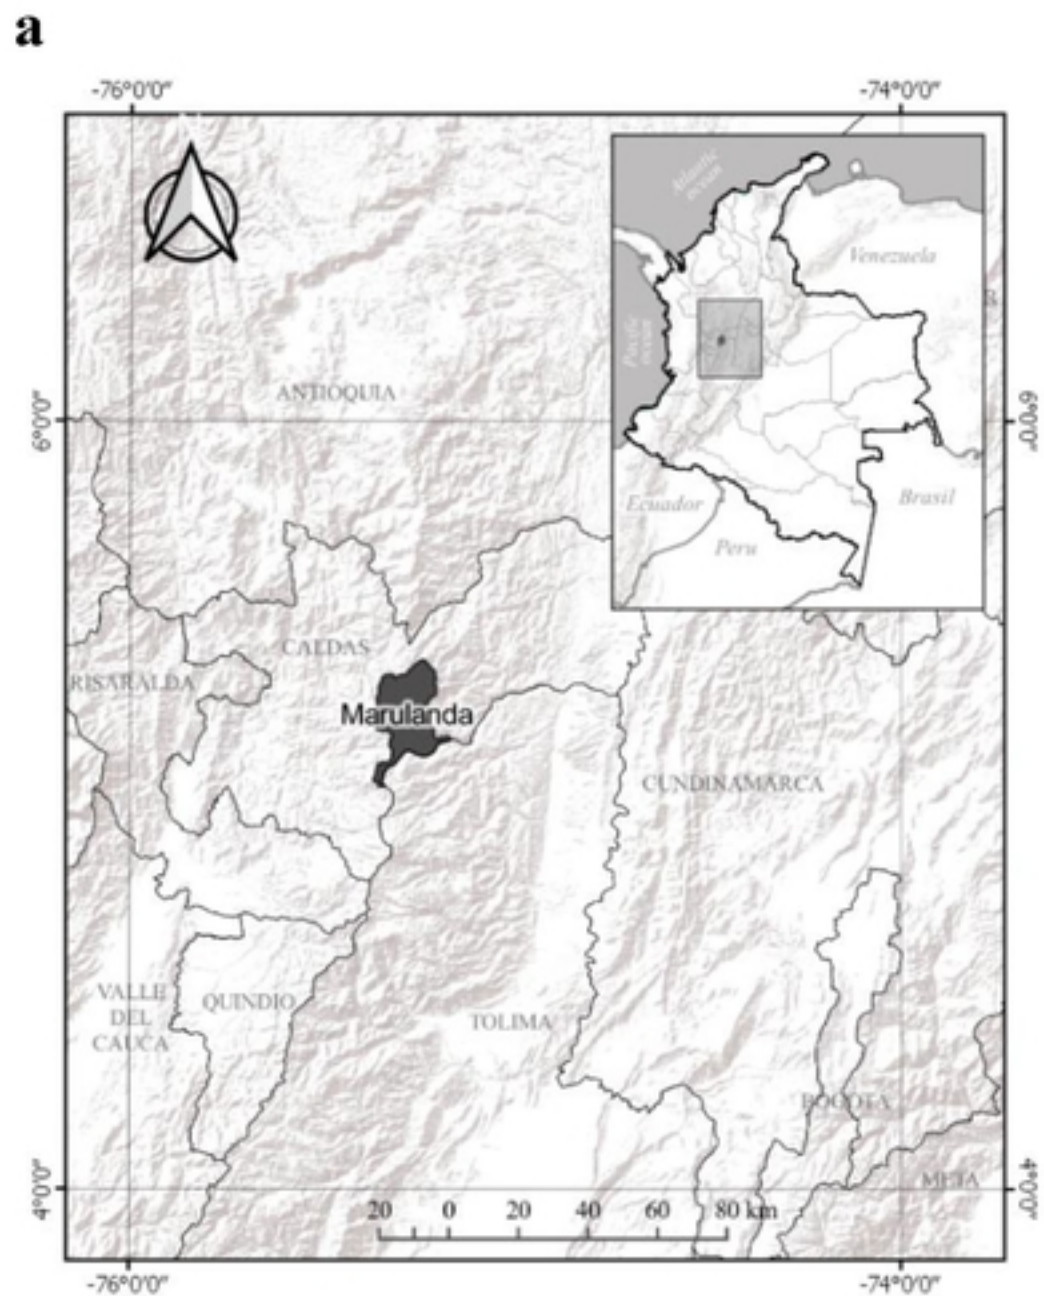 a
-76°0'0"
-74°0'0"
Atlantic
ocean
Venezuela
R
Pacific
ocean
ANTIOQUIA
6°0'0"
6°0'0"
Ecuador
Brasil
Peru
CALDAS
RISARALDA
Marulanda
CUNDINAMARCA
VALLE
DEL
CAUCA
QUINDIO
TOLIMA
BOGOTA
META
4°0'0"
4°0'0"
20 0 20 40 60 80 km
-76°0'0"
-74°0'0"